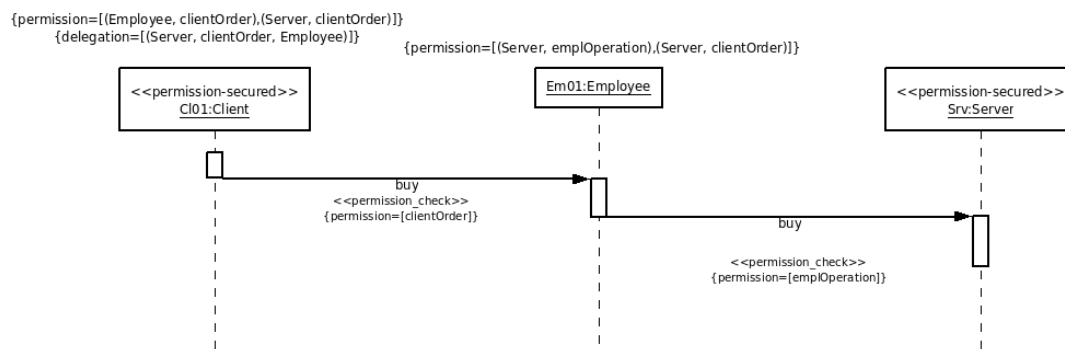 {permission=[(Employee, clientOrder),(Server, clientOrder)]}
{delegation=[(Server, clientOrder, Employee)]}
{permission=[(Server, emplOperation),(Server, clientOrder)]}
<<permission-secured>>
Cl01:Client
Em01:Employee
<<permission-secured>>
Srv:Server
buy
<<permission_check>>
{permission=[clientOrder]}
buy
<<permission_check>>
{permission=[emplOperation]}